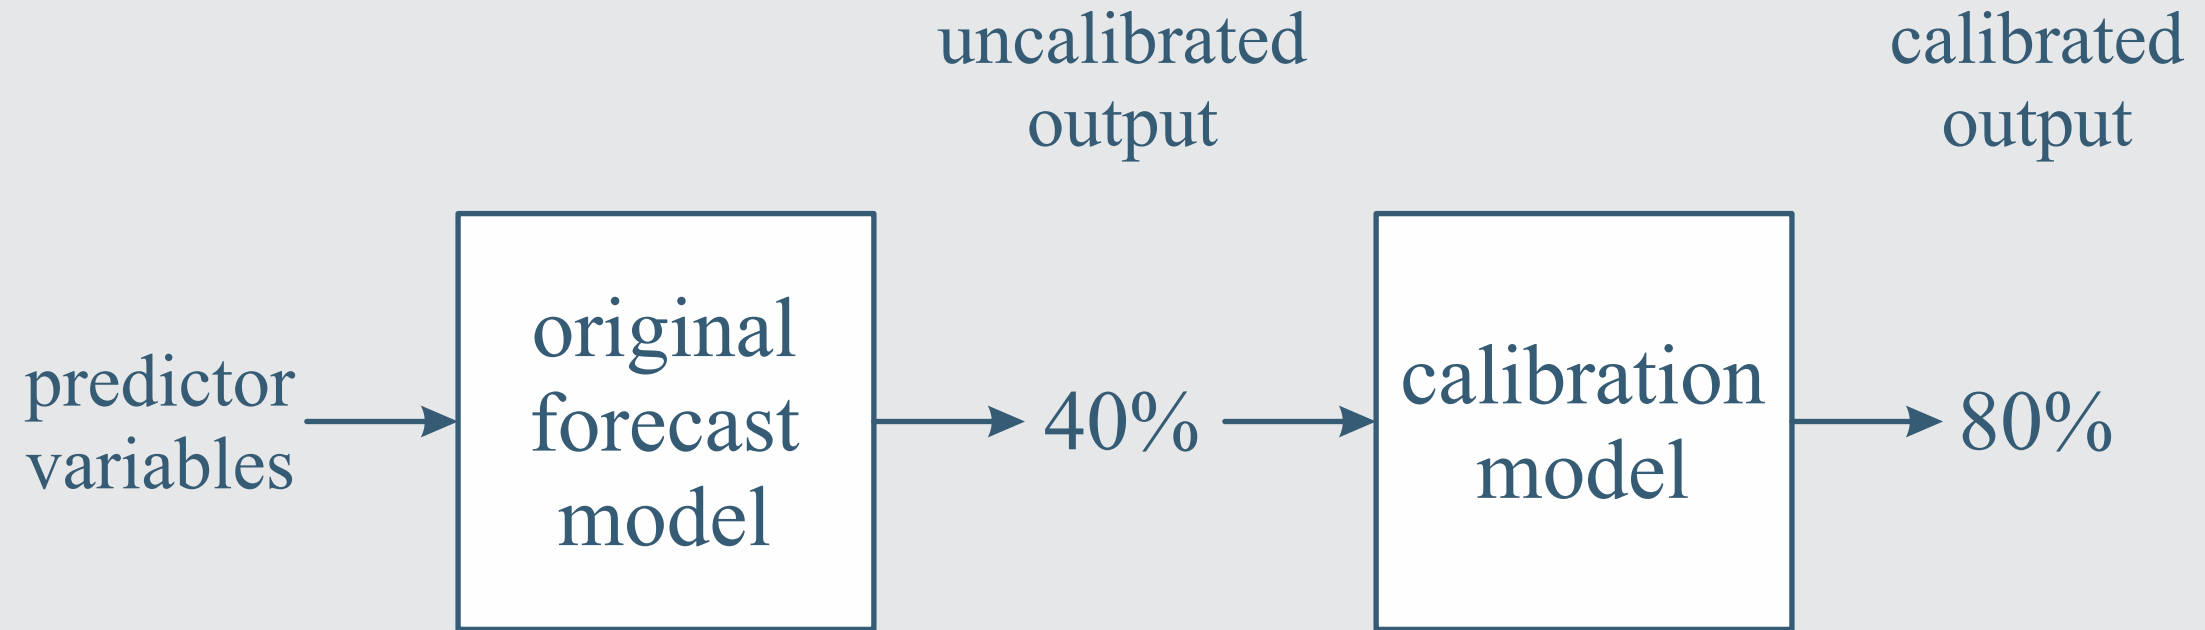 uncalibrated
output
calibrated
output
predictor
variables
original
forecast
model
40%
calibration
model
80%